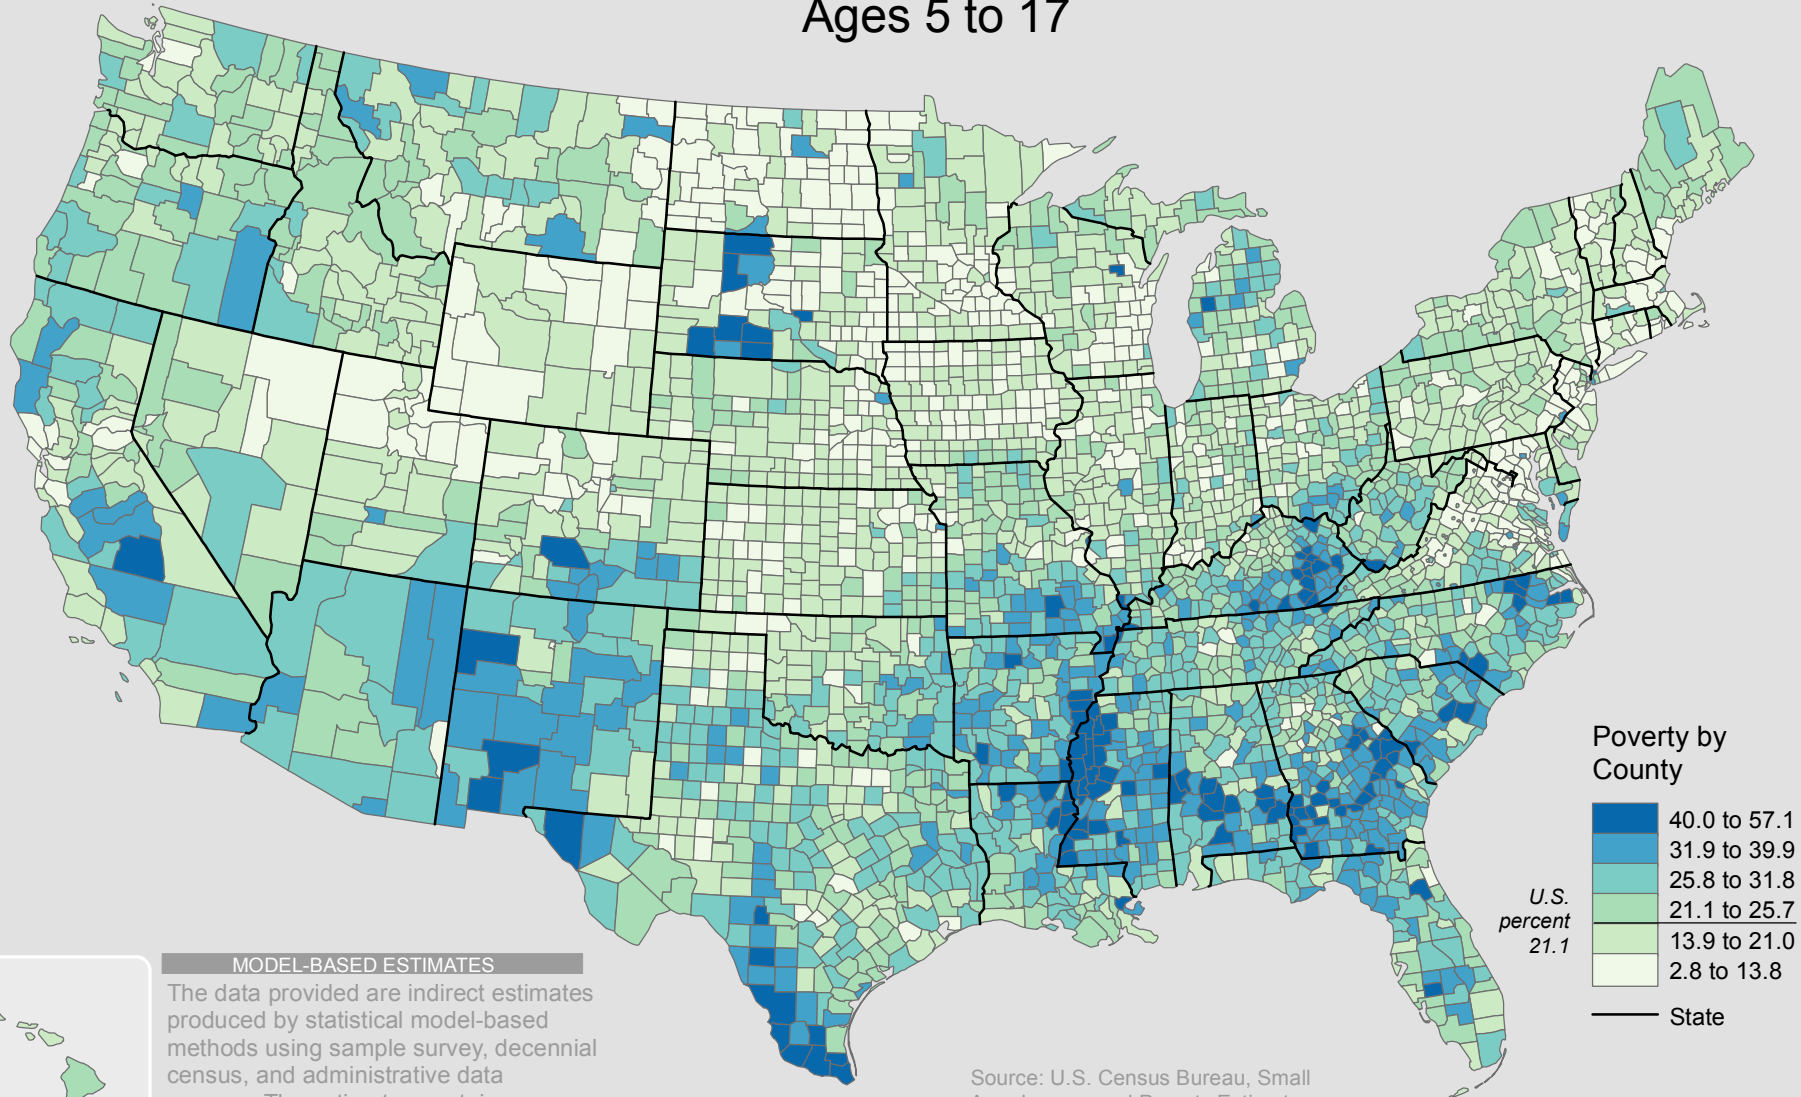 Ages 5 to 17
Poverty by
County
40.0 to 57.1
31.9 to 39.9
25.8 to 31.8
21.1 to 25.7
13.9 to 21.0
2.8 to 13.8
U.S.
percent
21.1
State
MODEL-BASED ESTIMATES
The data provided are indirect estimates
produced by statistical model-based
methods using sample survey, decennial
census, and administrative data
Source: U.S. Census Bureau, Small